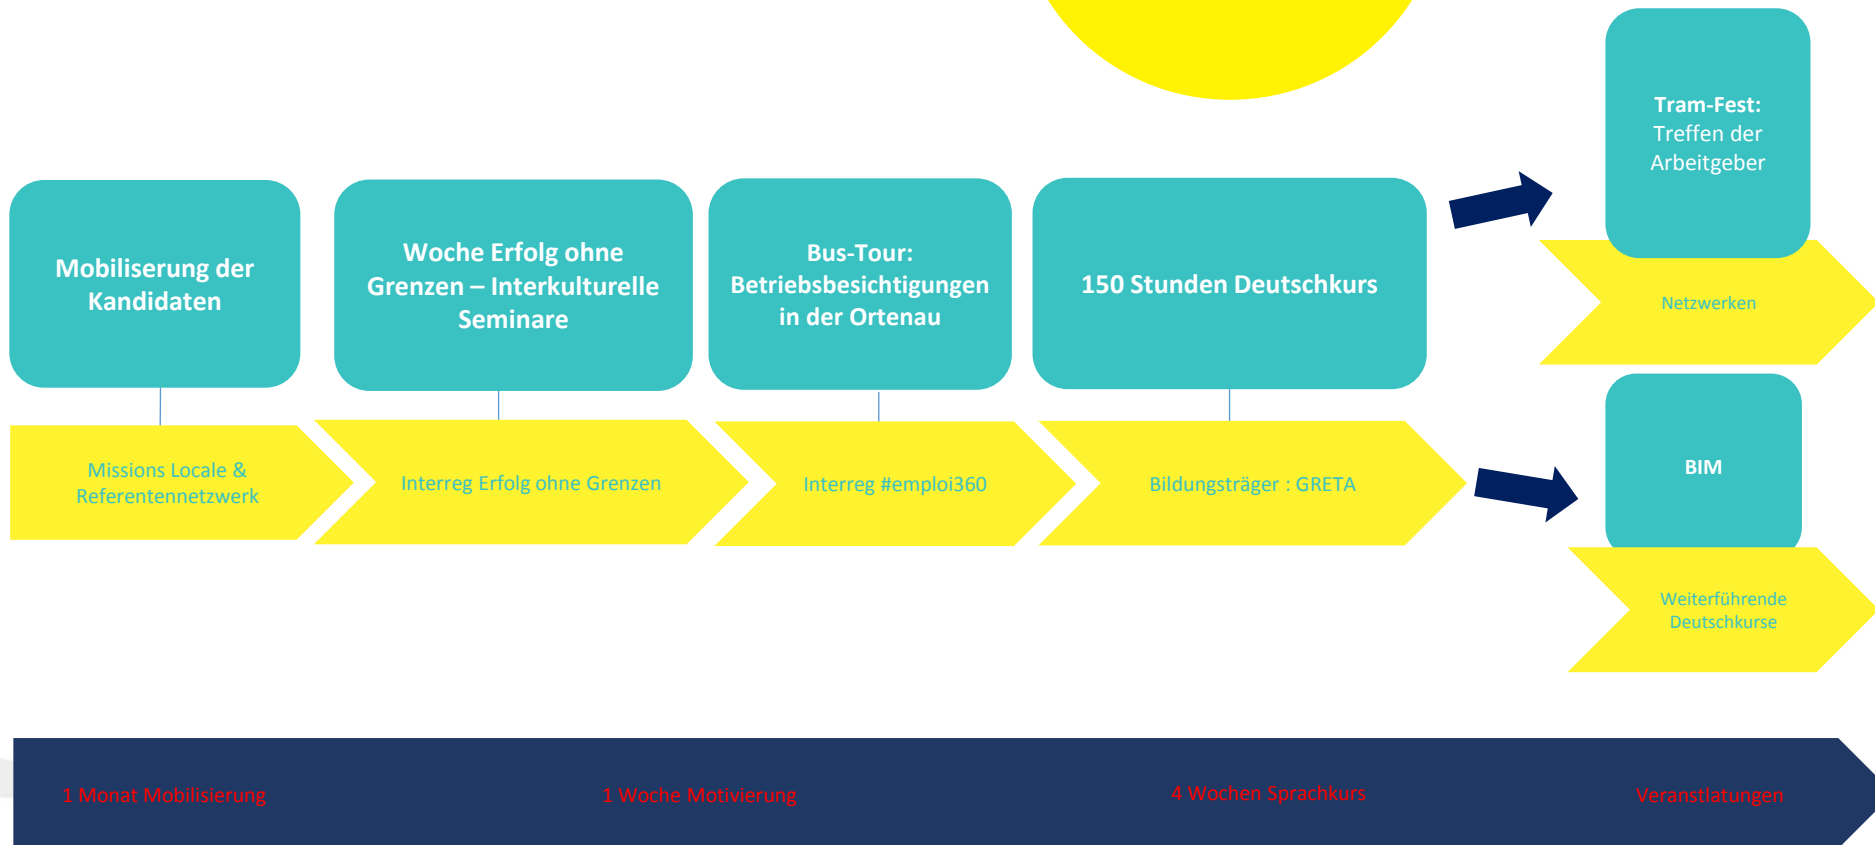 Tram-Fest:
Treffen der
Arbeitgeber
Mobiliserung der
Kandidaten
Woche Erfolg ohne
Grenzen – Interkulturelle
Seminare
Bus-Tour:
Betriebsbesichtigungen
in der Ortenau
150 Stunden Deutschkurs
Netzwerken
Missions Locale &
Referentennetzwerk
Interreg Erfolg ohne Grenzen
Interreg #emploi360
Bildungsträger : GRETA
BIM
Weiterführende
Deutschkurse
1 Monat Mobilisierung
1 Woche Motivierung
4 Wochen Sprachkurs
Veranstlatungen